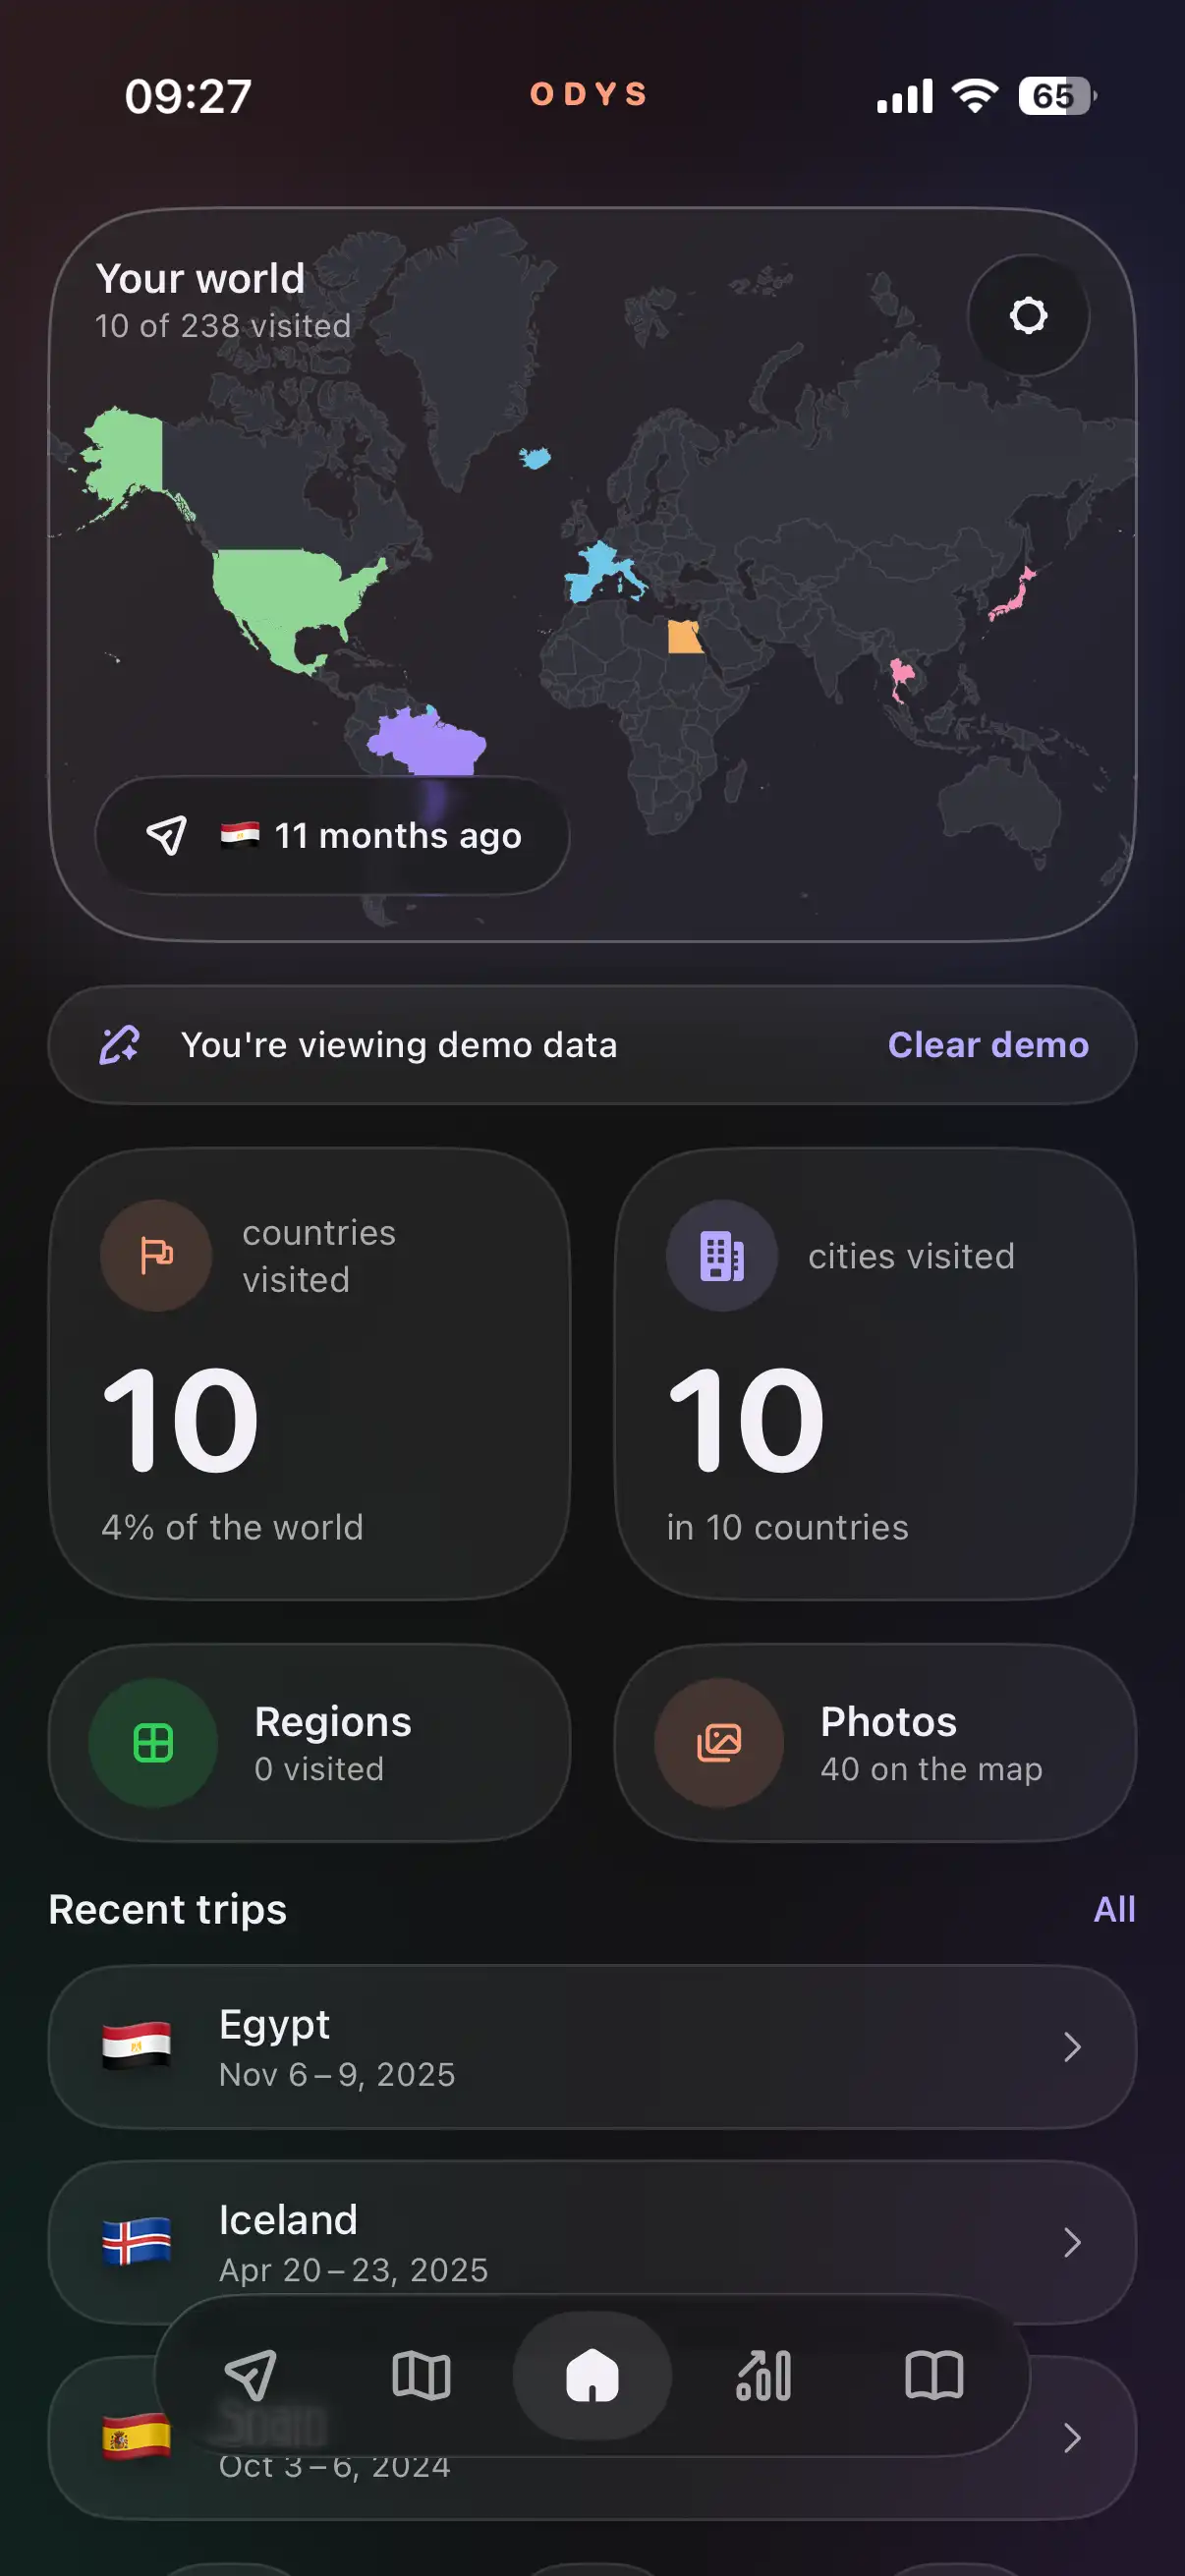 09:27
ODYS
65
Your world
10 of 238 visited
11 months ago
You're viewing demo data
Clear demo
countries
visited
10
4% of the world
cities visited
10
in 10 countries
Regions
0 visited
Photos
40 on the map
Recent trips
All
Egypt
Nov 6 – 9, 2025
Iceland
Apr 20 – 23, 2025
Spain
Oct 3 – 6, 2024